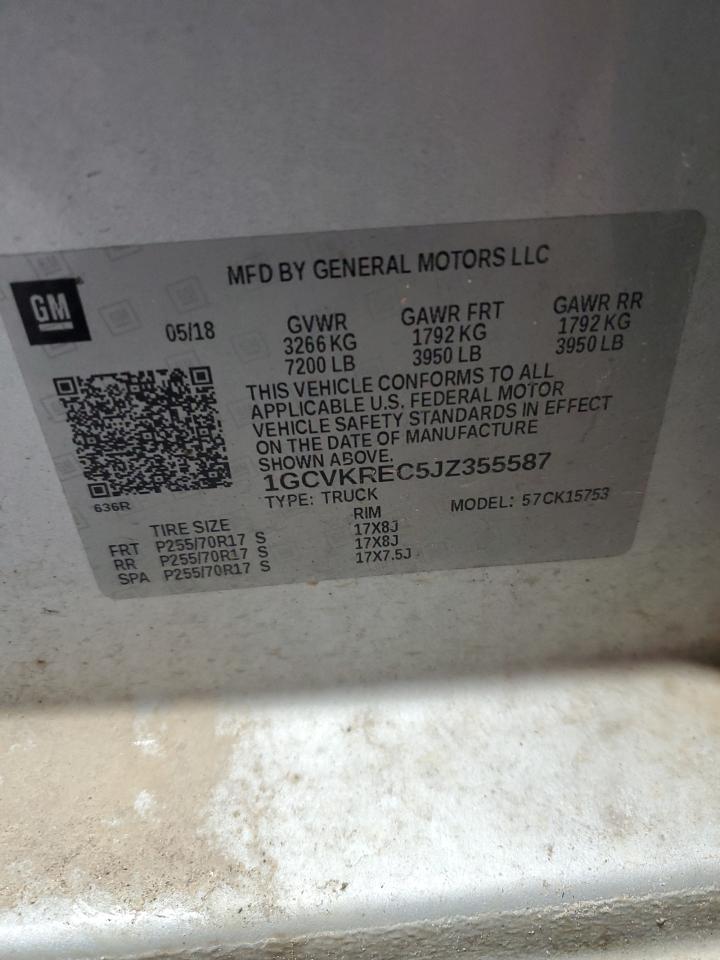 MFD BY GENERAL MOTORS LLC
GM
05/18
GVWR GAWR FRT GAWR RR
3266 KG 1792 KG 1792 KG
7200 LB 3950 LB 3950 LB
THIS VEHICLE CONFORMS TO ALL
APPLICABLE U.S. FEDERAL MOTOR
VEHICLE SAFETY STANDARDS IN EFFECT
ON THE DATE OF MANUFACTURE
SHOWN ABOVE.
1GCVKREC5JZ355587
TYPE: TRUCK MODEL: 57CK15753
636R
TIRE SIZE RIM
FRT P255/70R17 S 17X8J
RR P255/70R17 S 17X8J
SPA P255/70R17 S 17X7.5J